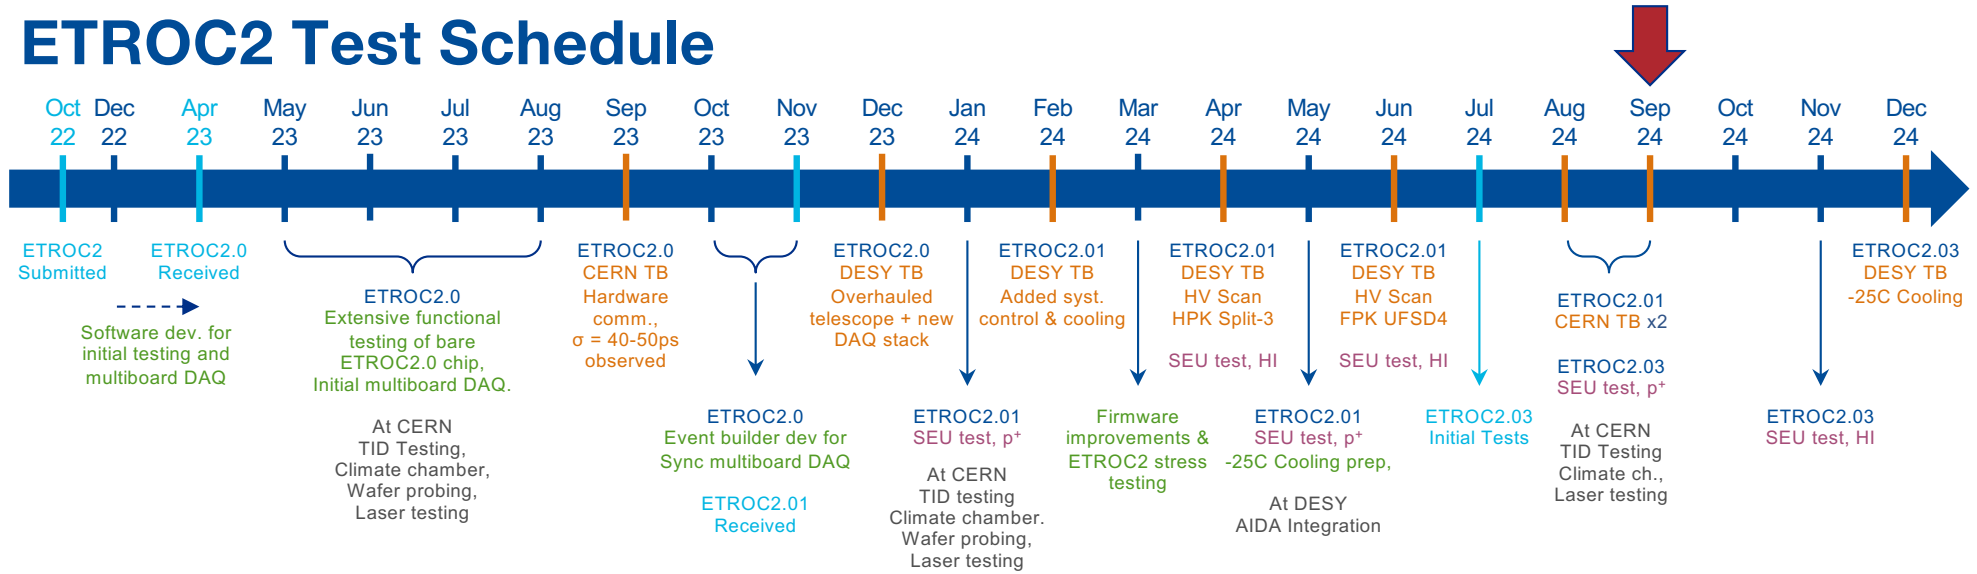 ETROC2 Test Schedule
Oct 22
Dec 22
Apr 23
May 23
Jun 23
Jul 23
Aug 23
Sep 23
Oct 23
Nov 23
Dec 23
Jan 24
Feb 24
Mar 24
Apr 24
May 24
Jun 24
Jul 24
Aug 24
Sep 24
Oct 24
Nov 24
Dec 24
ETROC2
Submitted
ETROC2.0
Received
Software dev. for
initial testing and
multiboard DAQ
ETROC2.0
Extensive functional
testing of bare
ETROC2.0 chip,
Initial multiboard DAQ.
At CERN
TID Testing,
Climate chamber,
Wafer probing,
Laser testing
ETROC2.0
CERN TB
Hardware
comm.,
σ = 40-50ps
observed
ETROC2.0
Event builder dev for
Sync multiboard DAQ
ETROC2.01
Received
ETROC2.0
DESY TB
Overhauled
telescope + new
DAQ stack
ETROC2.01
SEU test, p⁺
At CERN
TID testing
Climate chamber.
Wafer probing,
Laser testing
ETROC2.01
DESY TB
Added syst.
control & cooling
Firmware
improvements &
ETROC2 stress
testing
ETROC2.01
DESY TB
HV Scan
HPK Split-3
SEU test, HI
ETROC2.01
SEU test, p⁺
-25C Cooling prep,
At DESY
AIDA Integration
ETROC2.01
DESY TB
HV Scan
FPK UFSD4
SEU test, HI
ETROC2.03
Initial Tests
ETROC2.01
CERN TB x2
ETROC2.03
SEU test, p⁺
At CERN
TID Testing
Climate ch.,
Laser testing
ETROC2.03
SEU test, HI
ETROC2.03
DESY TB
-25C Cooling